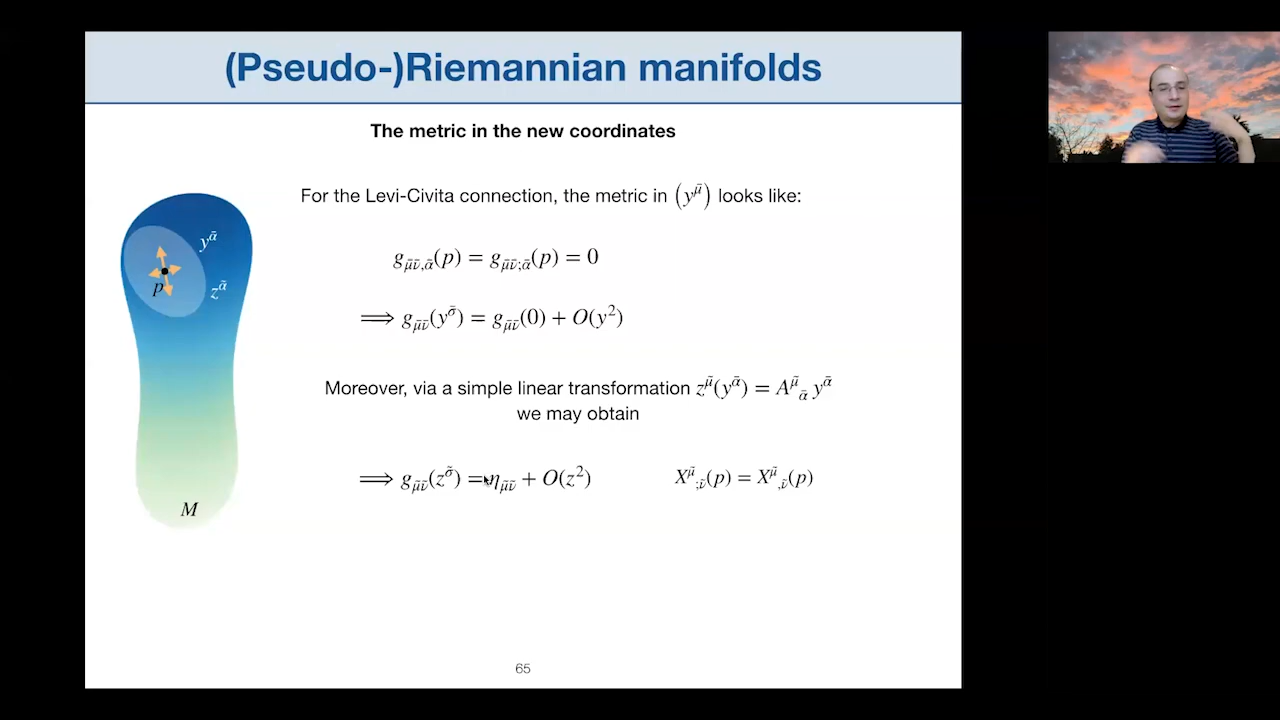 (Pseudo-)Riemannian manifolds
The metric in the new coordinates
For the Levi-Civita connection, the metric in (y^μ̄) looks like:
g_μ̄ν̄,ᾱ(p) = g_μ̄ν̄;ᾱ(p) = 0
⟹ g_μ̄ν̄(y^σ̄) = g_μ̄ν̄(0) + O(y²)
Moreover, via a simple linear transformation z^μ̃(y^ᾱ) = A^μ̃_ᾱ y^ᾱ
we may obtain
⟹ g_μ̃ν̃(z^σ̃) = η_μ̃ν̃ + O(z²)
X^μ̃_;ν̃(p) = X^μ̃_,ν̃(p)
y^ᾱ
p
z^α̃
M
65